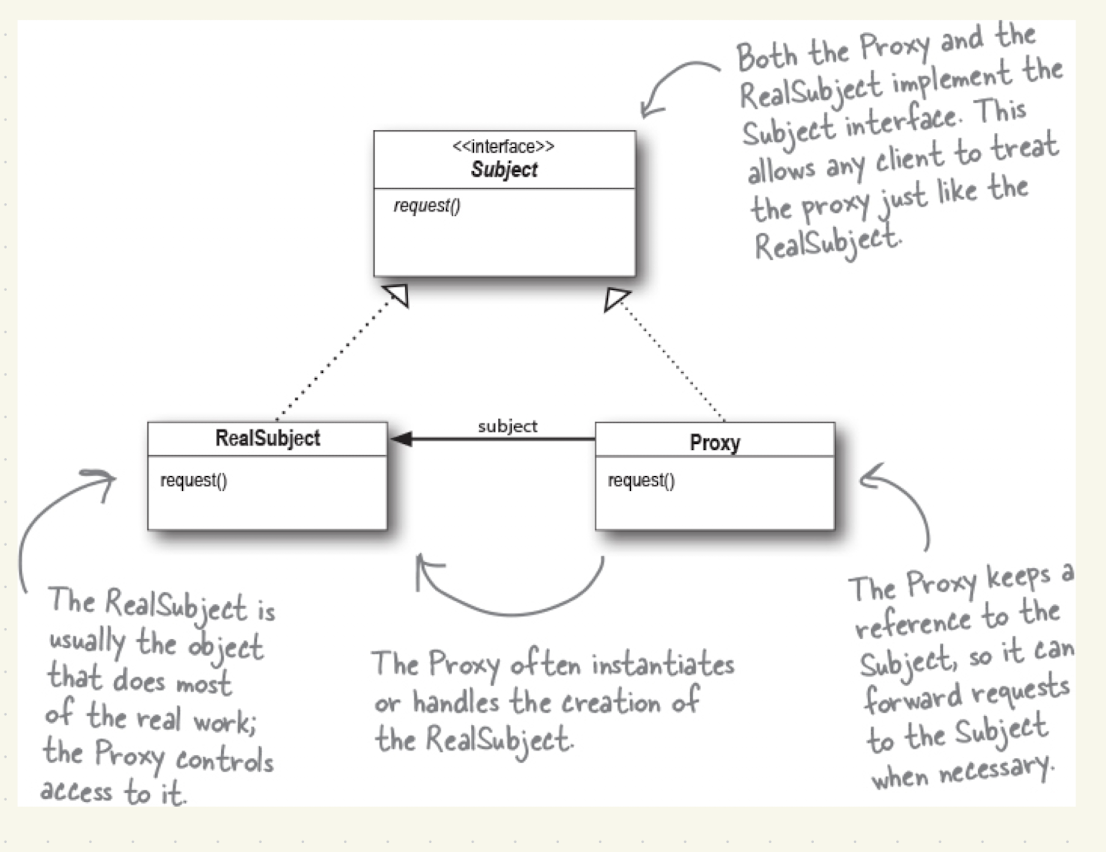 Both the Proxy and the
RealSubject implement the
Subject interface. This
allows any client to treat
the proxy just like the
RealSubject.
<<interface>>
Subject
request()
RealSubject
request()
subject
Proxy
request()
The RealSubject is
usually the object
that does most
of the real work;
the Proxy controls
access to it.
The Proxy often instantiates
or handles the creation of
the RealSubject.
The Proxy keeps a
reference to the
Subject, so it can
forward requests
to the Subject
when necessary.